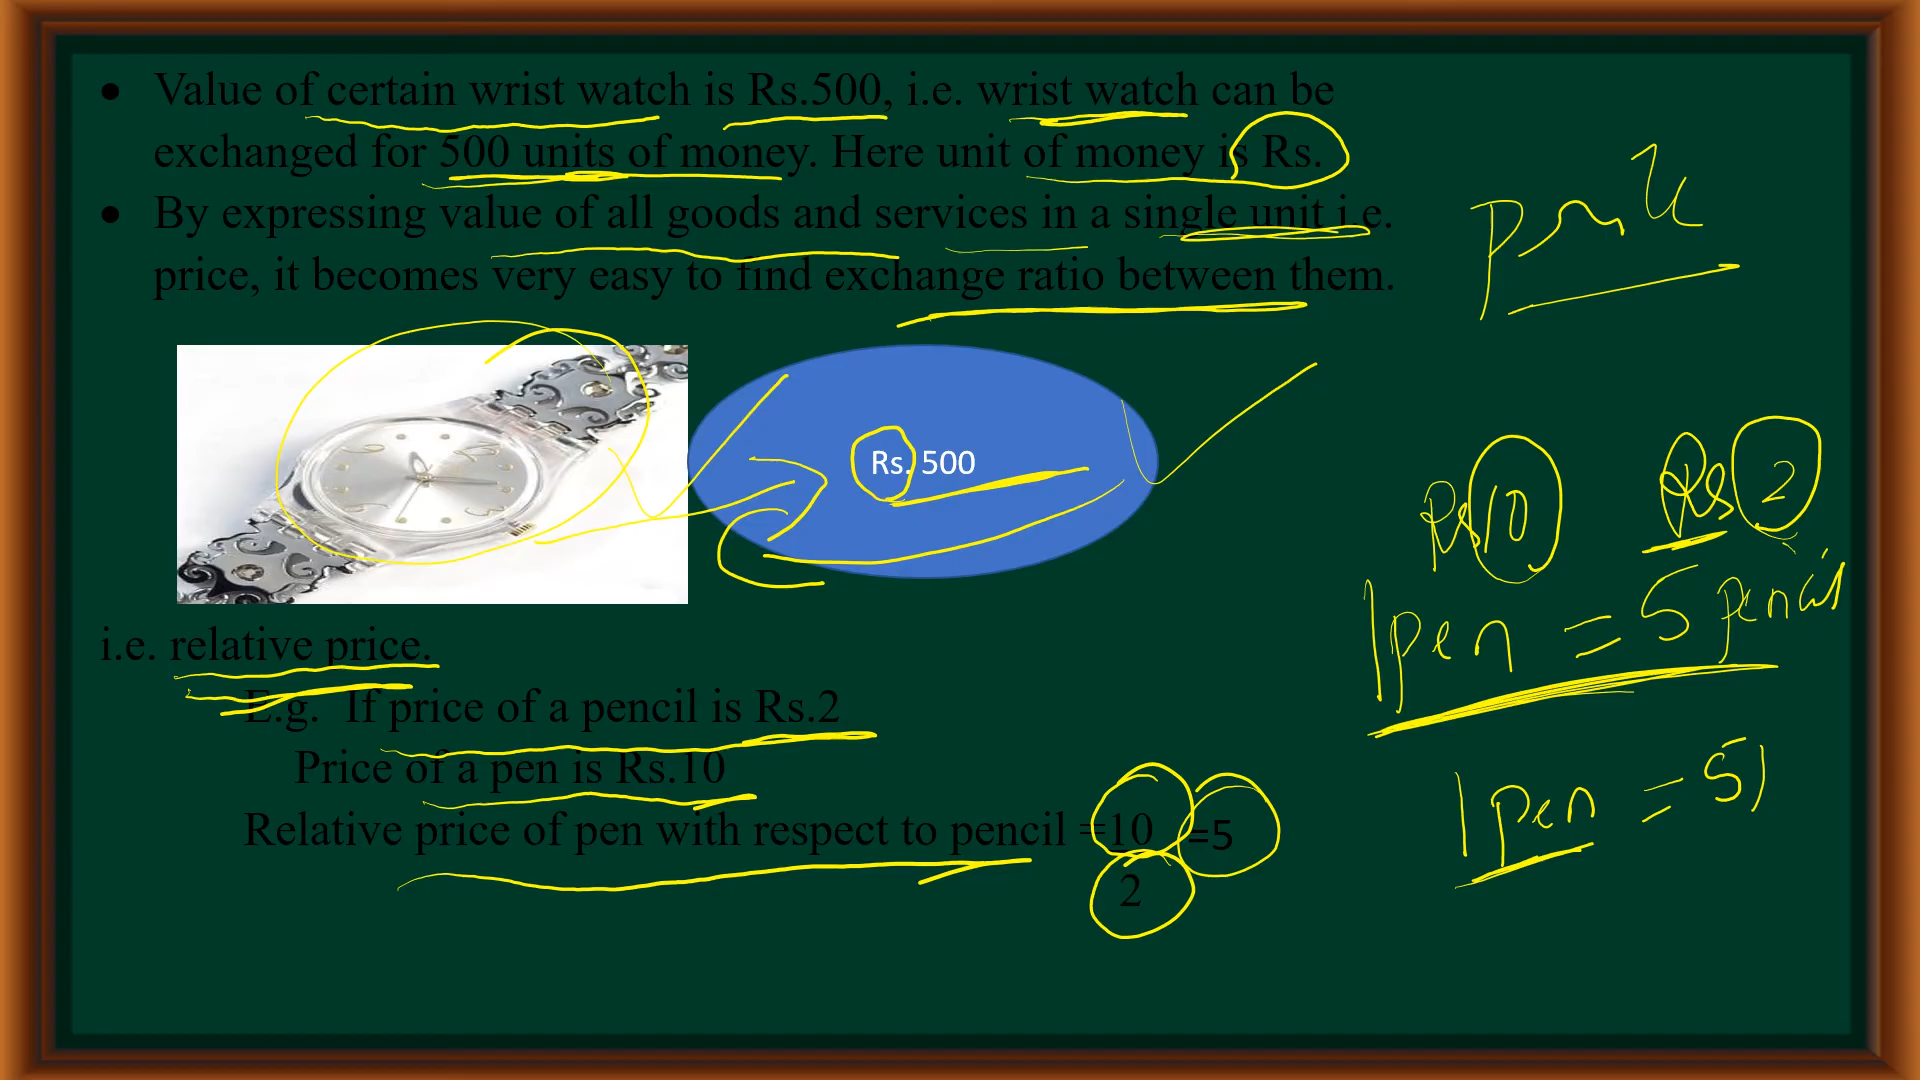 • Value of certain wrist watch is Rs.500, i.e. wrist watch can be
exchanged for 500 units of money. Here unit of money is Rs.
• By expressing value of all goods and services in a single unit i.e.
price, it becomes very easy to find exchange ratio between them.
Rs. 500
i.e. relative price.
E.g. If price of a pencil is Rs.2
Price of a pen is Rs.10
Relative price of pen with respect to pencil =10 =5
2
Rs 10 Rs 2
1 pen = 5 pencils
1 pen = 5